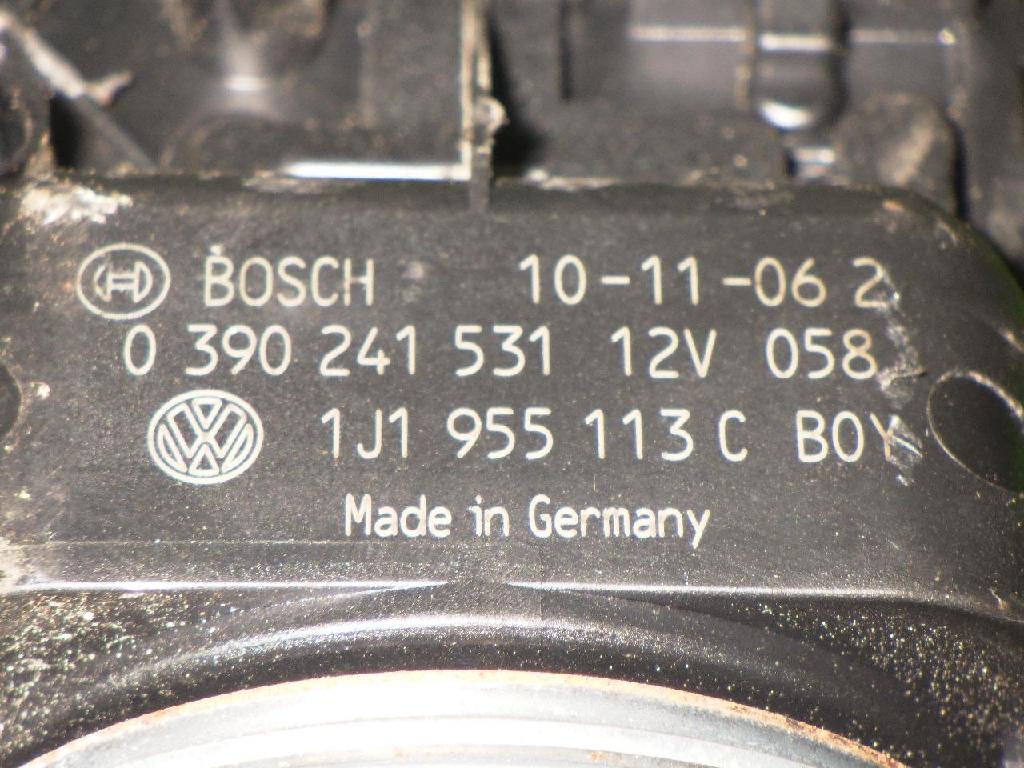 BOSCH 10-11-06 2
0 390 241 531 12V 058
1J1 955 113 C BOY
Made in Germany